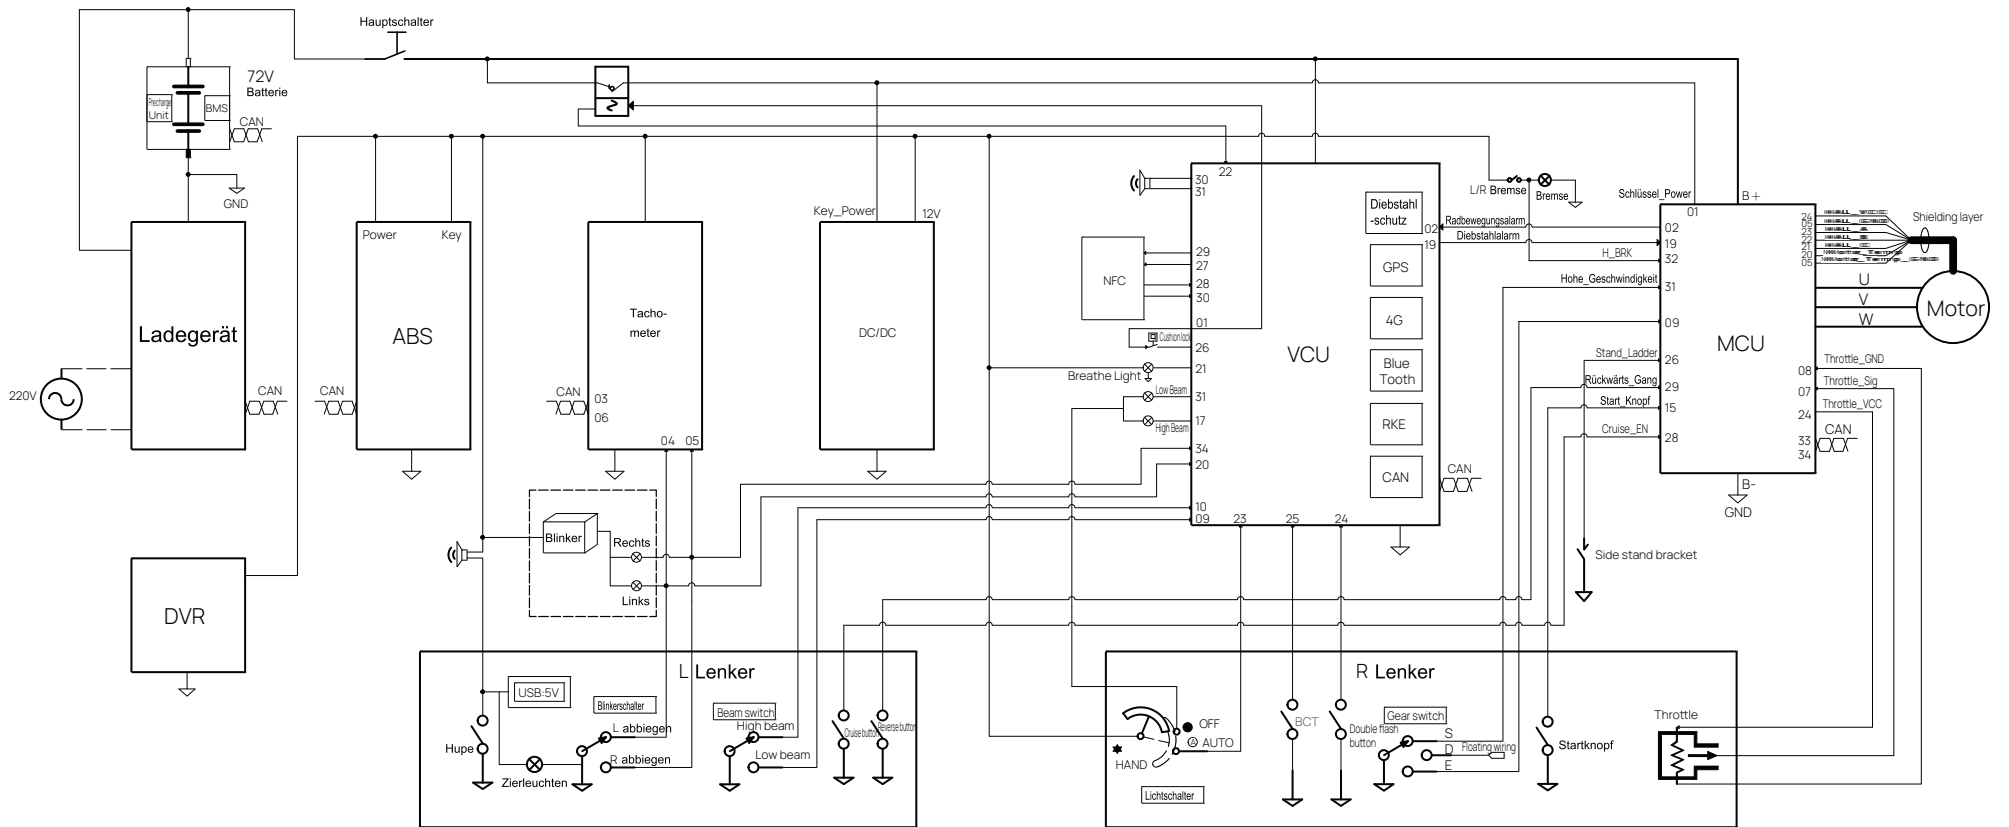 Hauptschalter
72V
Batterie
Precharge
Unit
BMS
CAN
GND
Ladegerät
220V
CAN
DVR
Power
Key
ABS
CAN
Tacho-
meter
CAN
03
06
04
05
Key_Power
12V
DC/DC
Blinker
Rechts
Links
22
30
31
NFC
29
27
28
30
01
Cushion lock
26
Breathe Light
21
Low Beam
31
17
High Beam
34
20
10
09
23
25
24
VCU
Diebstahl
-schutz
GPS
4G
Blue
Tooth
RKE
CAN
CAN
02
19
L/R Bremse
Bremse
Radbewegungsalarm
Diebstahlalarm
H_BRK
Hohe_Geschwindigkeit
Stand_Ladder
Rückwärts_Gang
Start_Knopf
Cruise_EN
Side stand bracket
Schlüssel_Power
B+
01
02
19
32
31
09
26
29
15
28
MCU
24
05
23
22
21
20
05
Shielding layer
U
V
W
Motor
08
07
24
33
34
Throttle_GND
Throttle_Sig
Throttle_VCC
CAN
B-
GND
L Lenker
USB:5V
Hupe
Zierleuchten
Blinkerschalter
L abbiegen
R abbiegen
Beam switch
High beam
Low beam
Cruise button
Reverse button
R Lenker
OFF
A AUTO
HAND
Lichtschalter
BCT
Double flash
button
Gear switch
S
D
E
Floating wiring
Startknopf
Throttle